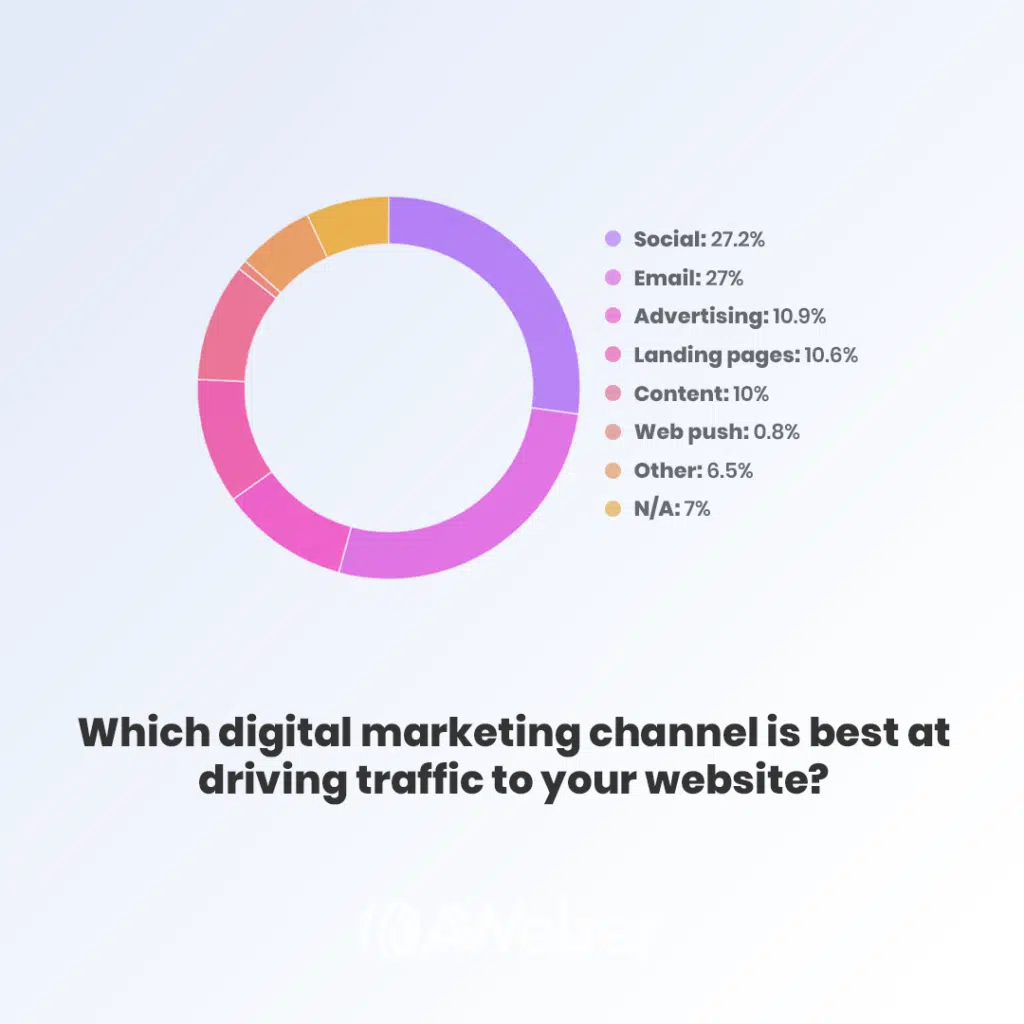 Social: 27.2%
Email: 27%
Advertising: 10.9%
Landing pages: 10.6%
Content: 10%
Web push: 0.8%
Other: 6.5%
N/A: 7%
Which digital marketing channel is best at
driving traffic to your website?
AWeber